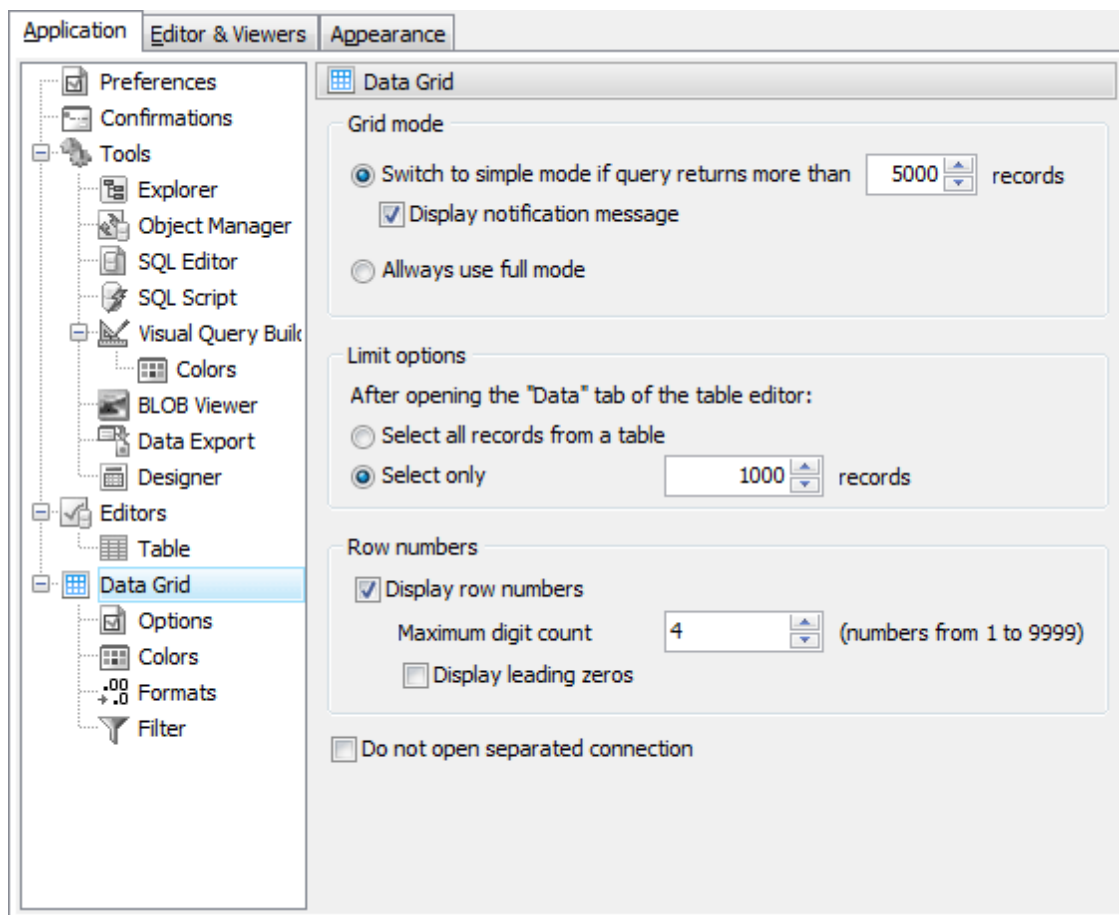 Application Editor & Viewers Appearance
Preferences
Confirmations
Tools
Explorer
Object Manager
SQL Editor
SQL Script
Visual Query Builc
Colors
BLOB Viewer
Data Export
Designer
Editors
Table
Data Grid
Options
Colors
Formats
Filter
Data Grid
Grid mode
Switch to simple mode if query returns more than 5000 records
Display notification message
Allways use full mode
Limit options
After opening the "Data" tab of the table editor:
Select all records from a table
Select only 1000 records
Row numbers
Display row numbers
Maximum digit count 4 (numbers from 1 to 9999)
Display leading zeros
Do not open separated connection